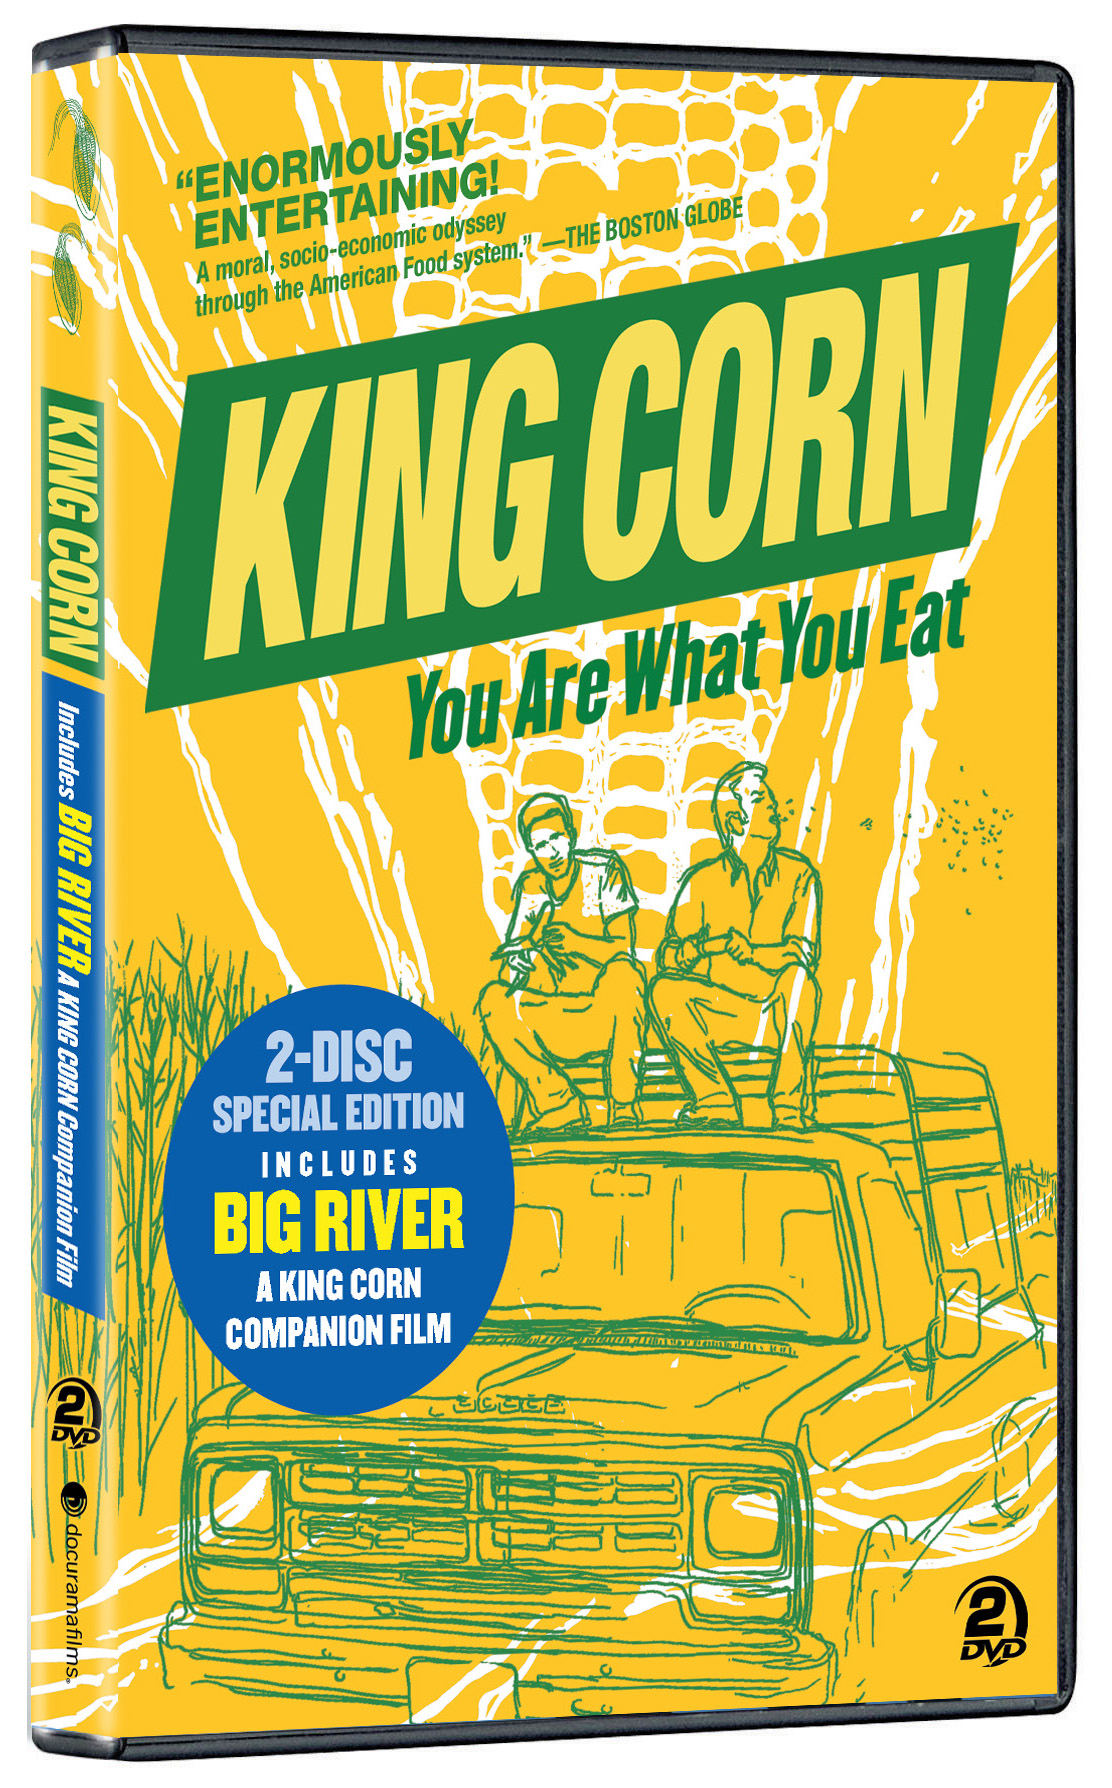 “ENORMOUSLY
ENTERTAINING!
A moral, socio-economic odyssey
through the American Food system.” —THE BOSTON GLOBE
KING CORN
You Are What You Eat
2-DISC
SPECIAL EDITION
INCLUDES
BIG RIVER
A KING CORN
COMPANION FILM
DODGE
2
DVD
KING CORN
Includes BIG RIVER A KING CORN Companion Film
2
DVD
docuramafilms.